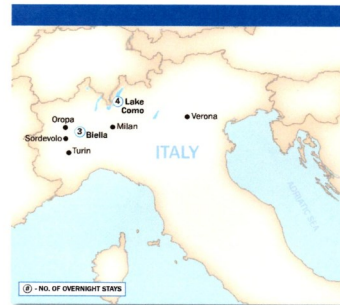 4 Lake
Como
Oropa
3 Biella
Milan
Verona
Sordevolo
Turin
ITALY
ADRIATIC SEA
# - NO. OF OVERNIGHT STAYS